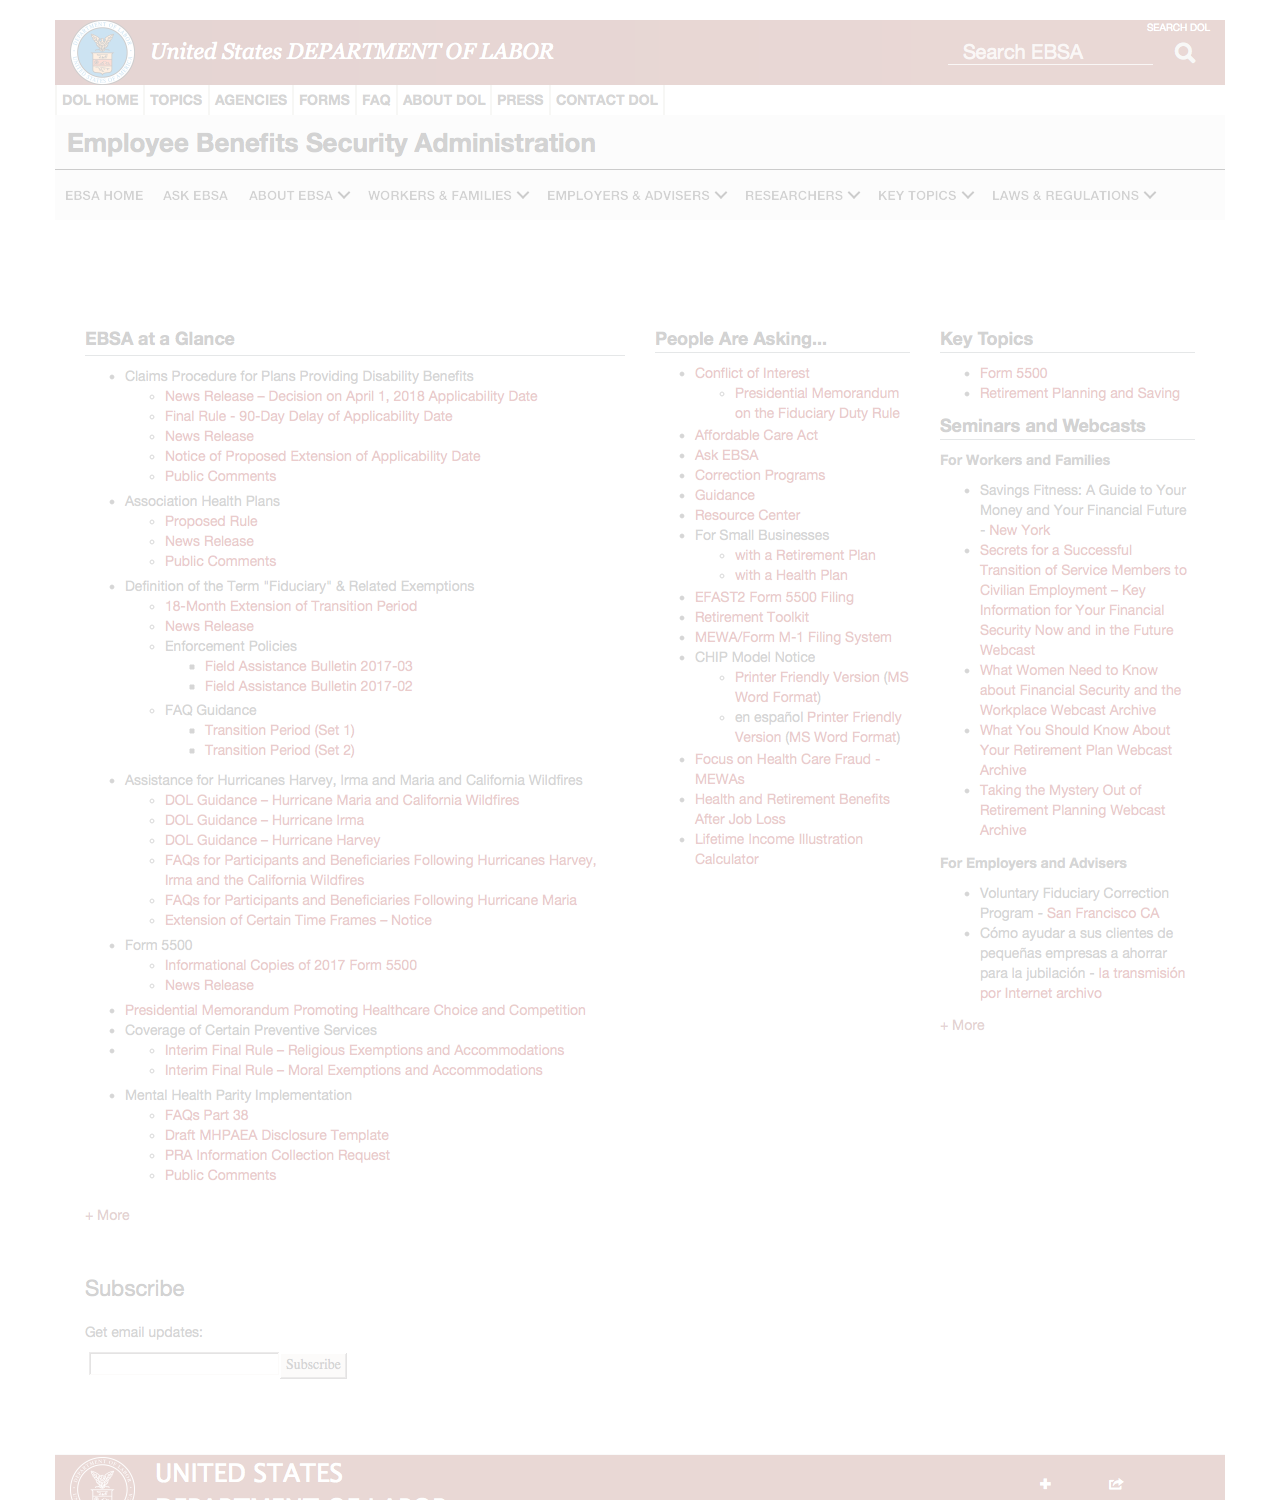 SEARCH DOL
United States DEPARTMENT OF LABOR
Search EBSA
DOL HOME TOPICS AGENCIES FORMS FAQ ABOUT DOL PRESS CONTACT DOL
Employee Benefits Security Administration
EBSA HOME ASK EBSA ABOUT EBSA WORKERS & FAMILIES EMPLOYERS & ADVISERS RESEARCHERS KEY TOPICS LAWS & REGULATIONS
EBSA at a Glance
Claims Procedure for Plans Providing Disability Benefits
News Release – Decision on April 1, 2018 Applicability Date
Final Rule - 90-Day Delay of Applicability Date
News Release
Notice of Proposed Extension of Applicability Date
Public Comments
Association Health Plans
Proposed Rule
News Release
Public Comments
Definition of the Term "Fiduciary" & Related Exemptions
18-Month Extension of Transition Period
News Release
Enforcement Policies
Field Assistance Bulletin 2017-03
Field Assistance Bulletin 2017-02
FAQ Guidance
Transition Period (Set 1)
Transition Period (Set 2)
Assistance for Hurricanes Harvey, Irma and Maria and California Wildfires
DOL Guidance – Hurricane Maria and California Wildfires
DOL Guidance – Hurricane Irma
DOL Guidance – Hurricane Harvey
FAQs for Participants and Beneficiaries Following Hurricanes Harvey,
Irma and the California Wildfires
FAQs for Participants and Beneficiaries Following Hurricane Maria
Extension of Certain Time Frames – Notice
Form 5500
Informational Copies of 2017 Form 5500
News Release
Presidential Memorandum Promoting Healthcare Choice and Competition
Coverage of Certain Preventive Services
Interim Final Rule – Religious Exemptions and Accommodations
Interim Final Rule – Moral Exemptions and Accommodations
Mental Health Parity Implementation
FAQs Part 38
Draft MHPAEA Disclosure Template
PRA Information Collection Request
Public Comments
+ More
People Are Asking...
Conflict of Interest
Presidential Memorandum
on the Fiduciary Duty Rule
Affordable Care Act
Ask EBSA
Correction Programs
Guidance
Resource Center
For Small Businesses
with a Retirement Plan
with a Health Plan
EFAST2 Form 5500 Filing
Retirement Toolkit
MEWA/Form M-1 Filing System
CHIP Model Notice
Printer Friendly Version (MS
Word Format)
en español Printer Friendly
Version (MS Word Format)
Focus on Health Care Fraud -
MEWAs
Health and Retirement Benefits
After Job Loss
Lifetime Income Illustration
Calculator
Key Topics
Form 5500
Retirement Planning and Saving
Seminars and Webcasts
For Workers and Families
Savings Fitness: A Guide to Your
Money and Your Financial Future
- New York
Secrets for a Successful
Transition of Service Members to
Civilian Employment – Key
Information for Your Financial
Security Now and in the Future
Webcast
What Women Need to Know
about Financial Security and the
Workplace Webcast Archive
What You Should Know About
Your Retirement Plan Webcast
Archive
Taking the Mystery Out of
Retirement Planning Webcast
Archive
For Employers and Advisers
Voluntary Fiduciary Correction
Program - San Francisco CA
Cómo ayudar a sus clientes de
pequeñas empresas a ahorrar
para la jubilación - la transmisión
por Internet archivo
+ More
Subscribe
Get email updates:
Subscribe
UNITED STATES
DEPARTMENT OF LABOR